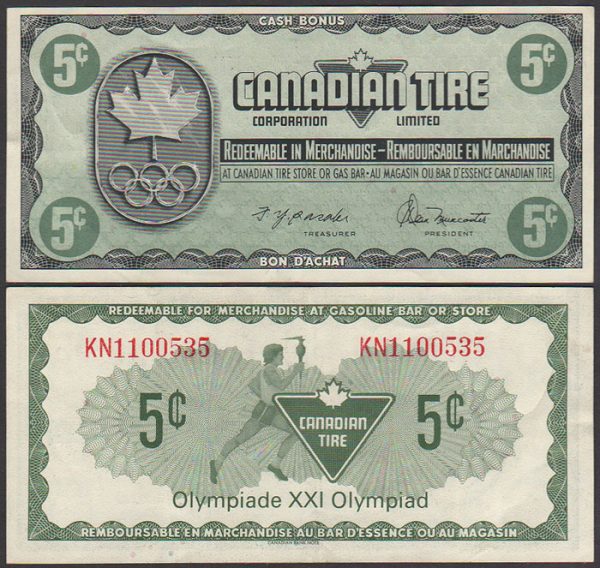 CASH BONUS
5¢ 5¢
CANADIAN TIRE
CORPORATION LIMITED
REDEEMABLE IN MERCHANDISE – REMBOURSABLE EN MARCHANDISE
AT CANADIAN TIRE STORE OR GAS BAR · AU MAGASIN OU BAR D'ESSENCE CANADIAN TIRE
TREASURER PRESIDENT
5¢ 5¢
BON D'ACHAT
REDEEMABLE FOR MERCHANDISE AT GASOLINE BAR OR STORE
KN1100535 KN1100535
5¢ 5¢
CANADIAN
TIRE
Olympiade XXI Olympiad
REMBOURSABLE EN MARCHANDISE AU BAR D'ESSENCE OU AU MAGASIN
CANADIAN BANK NOTE